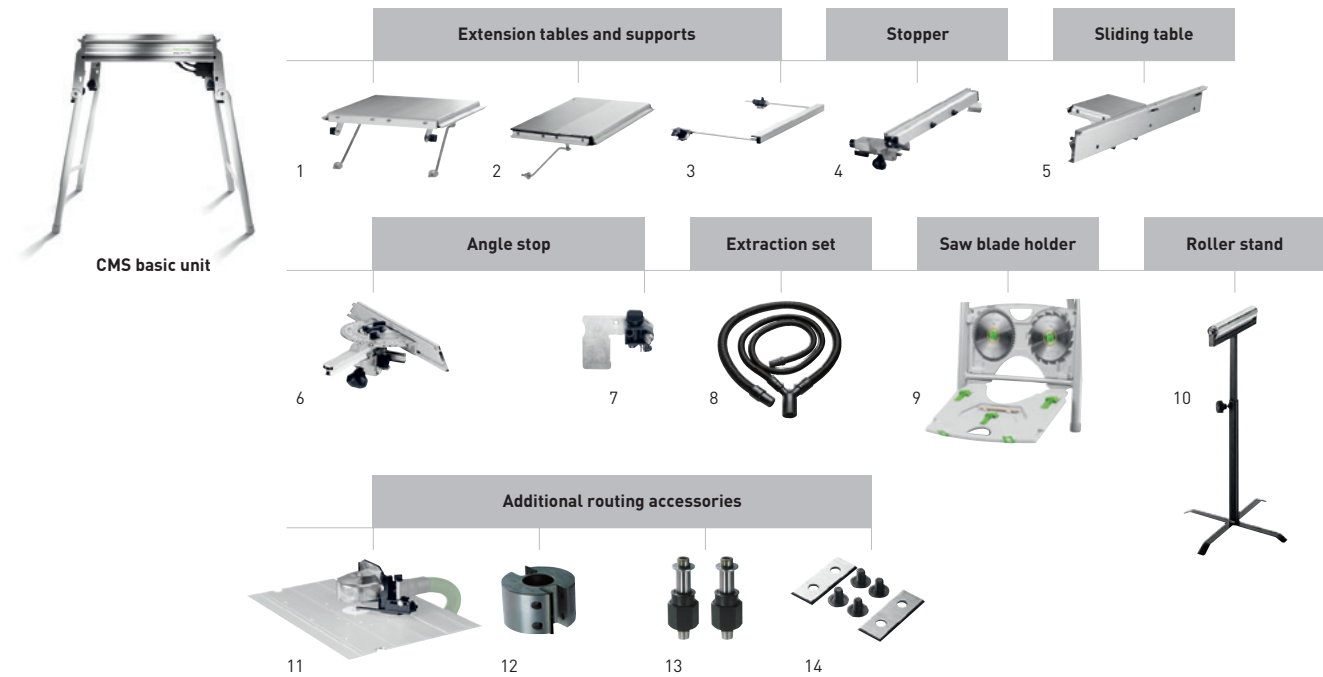 Extension tables and supports
Stopper
Sliding table
1
2
3
4
5
CMS basic unit
Angle stop
Extraction set
Saw blade holder
Roller stand
6
7
8
9
10
Additional routing accessories
11
12
13
14